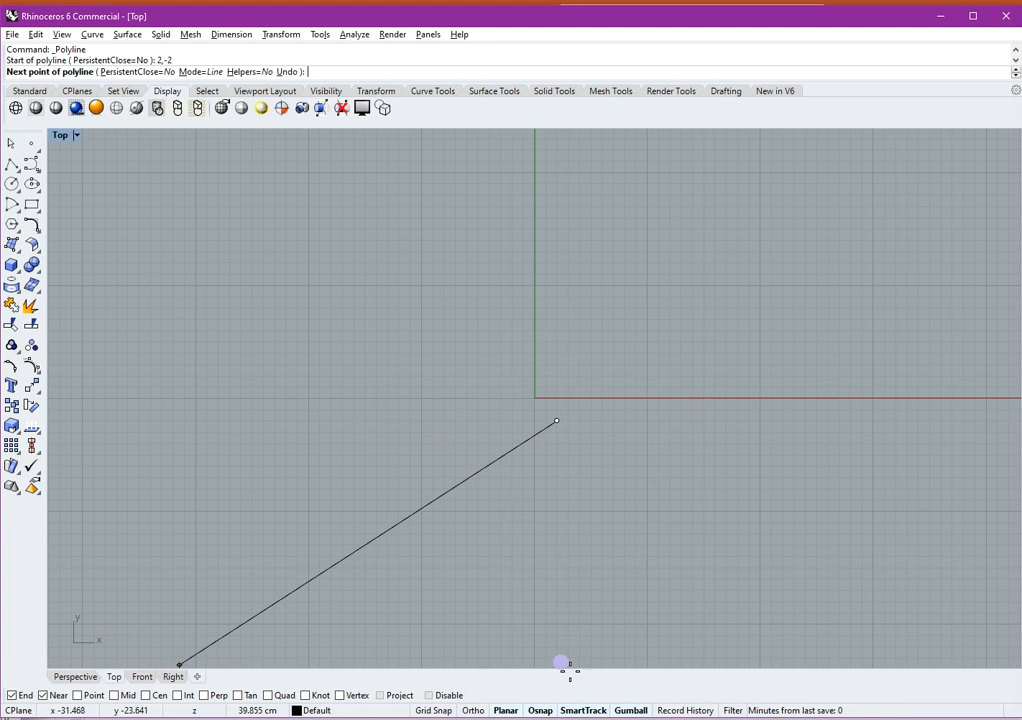 Rhinoceros 6 Commercial - [Top]
File Edit View Curve Surface Solid Mesh Dimension Transform Tools Analyze Render Panels Help
Command: _Polyline
Start of polyline ( PersistentClose=No ): 2,-2
Next point of polyline ( PersistentClose=No Mode=Line Helpers=No Undo ):
Standard CPlanes Set View Display Select Viewport Layout Visibility Transform Curve Tools Surface Tools Solid Tools Mesh Tools Render Tools Drafting New in V6
Top
y
x
Perspective Top Front Right
End Near Point Mid Cen Int Perp Tan Quad Knot Vertex Project Disable
CPlane x -31.468 y -23.641 z 39.855 cm Default Grid Snap Ortho Planar Osnap SmartTrack Gumball Record History Filter Minutes from last save: 0